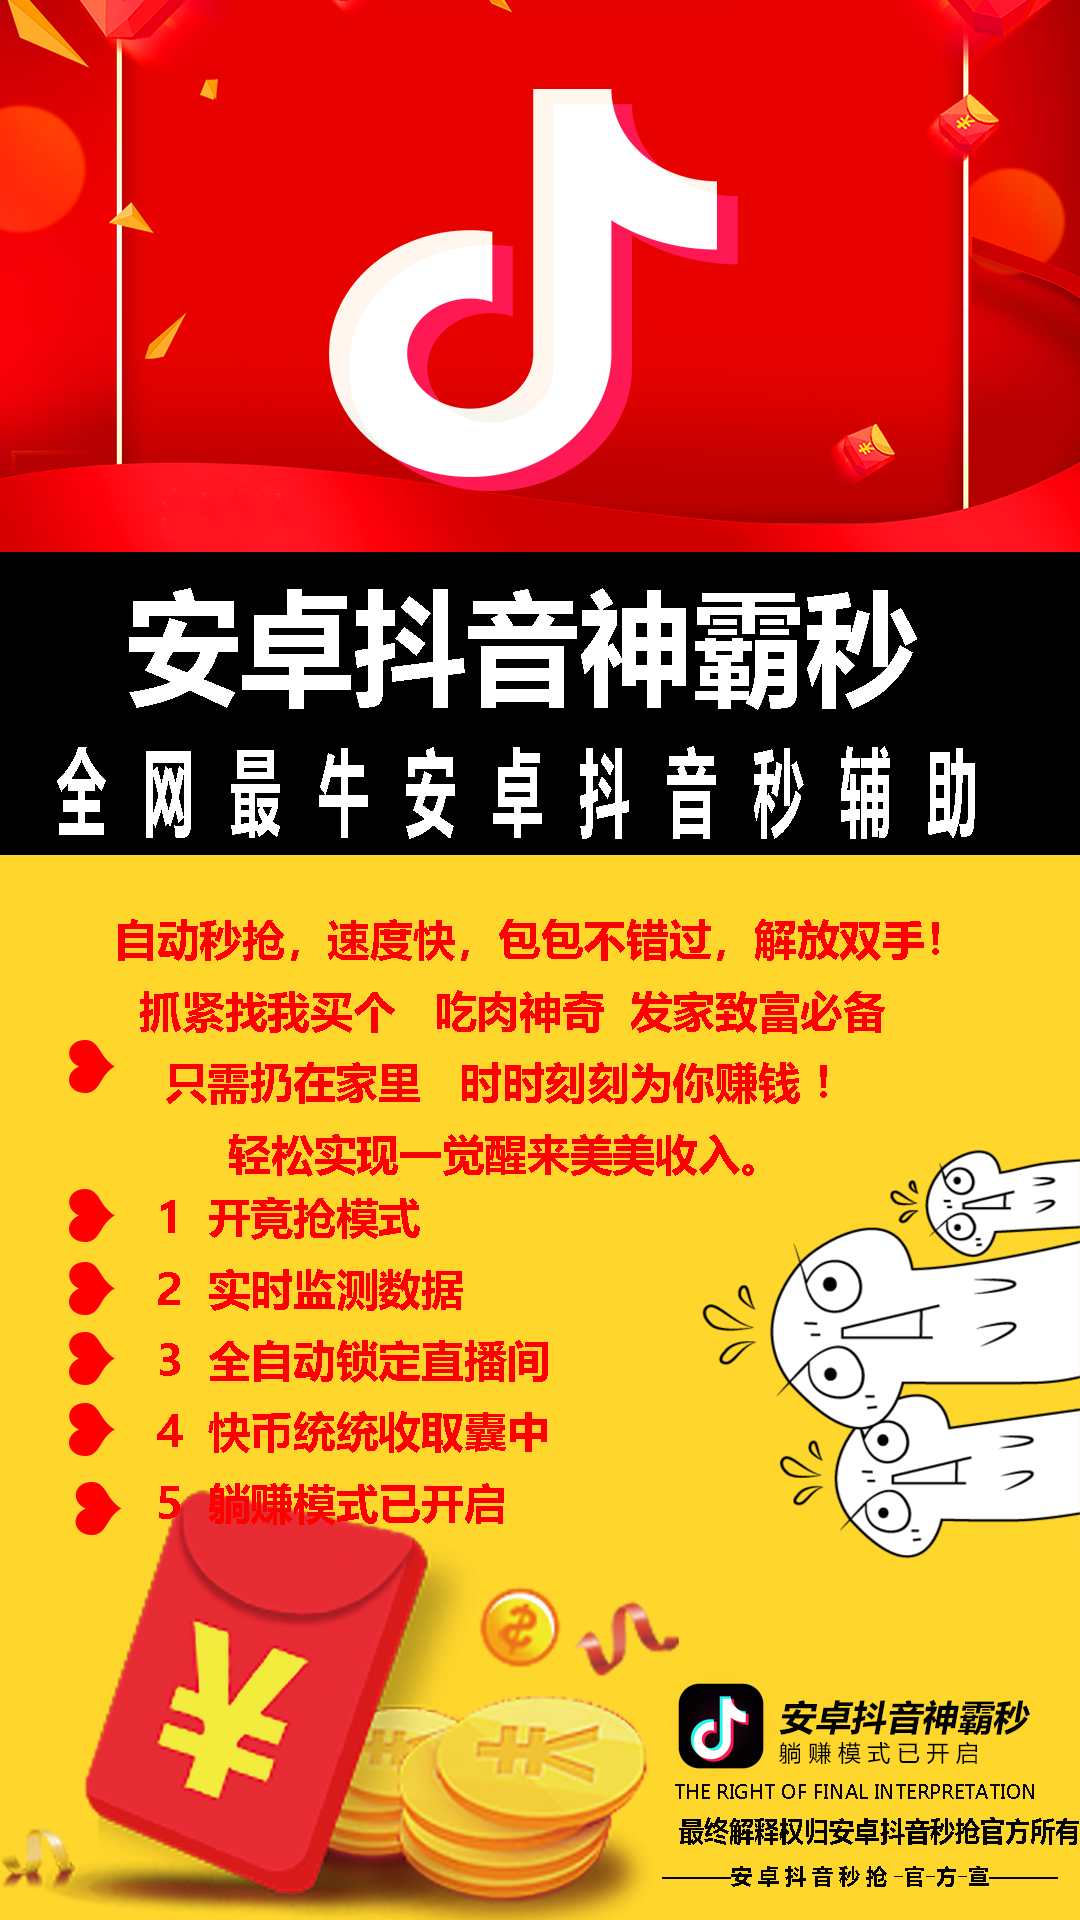 安卓抖音神霸秒
全网最牛安卓抖音秒辅助
自动秒抢，速度快，包包不错过，解放双手！
抓紧找我买个 吃肉神奇 发家致富必备
只需扔在家里 时时刻刻为你赚钱！
轻松实现一觉醒来美美收入。
1 开竟抢模式
2 实时监测数据
3 全自动锁定直播间
4 快币统统收取囊中
5 躺赚模式已开启
安卓抖音神霸秒
躺赚模式已开启
THE RIGHT OF FINAL INTERPRETATION
最终解释权归安卓抖音秒抢官方所有
安卓抖音秒抢-官-方-宣